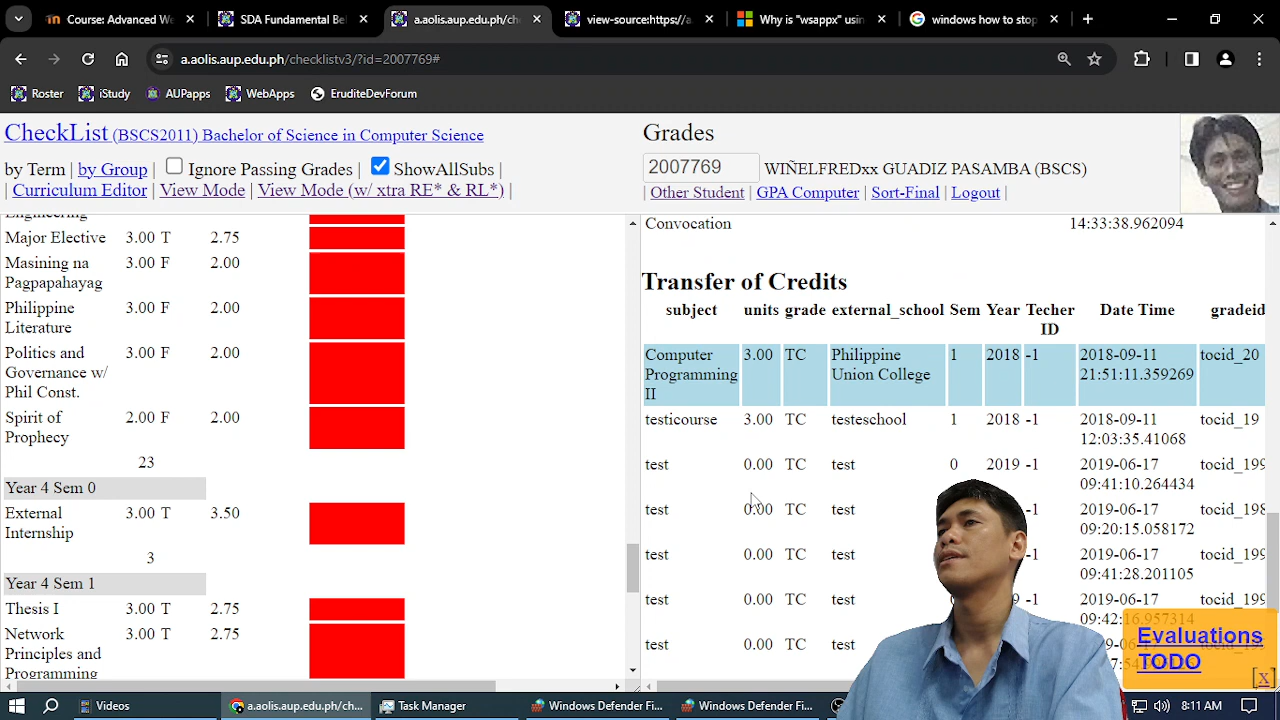 Course: Advanced We
SDA Fundamental Bel
a.aolis.aup.edu.ph/che
view-source:https://a.
Why is "wsappx" usin
windows how to stop
a.aolis.aup.edu.ph/checklistv3/?id=2007769#
Roster iStudy AUPapps WebApps EruditeDevForum
CheckList (BSCS2011) Bachelor of Science in Computer Science
by Term | by Group | Ignore Passing Grades | ShowAllSubs |
| Curriculum Editor | View Mode | View Mode (w/ xtra RE* & RL*) |
Grades
2007769 WIÑELFREDxx GUADIZ PASAMBA (BSCS)
| Other Student | GPA Computer | Sort-Final | Logout |
Engineering
Major Elective 3.00 T 2.75
Masining na 3.00 F 2.00
Pagpapahayag
Philippine 3.00 F 2.00
Literature
Politics and 3.00 F 2.00
Governance w/
Phil Const.
Spirit of 2.00 F 2.00
Prophecy
23
Year 4 Sem 0
External 3.00 T 3.50
Internship
3
Year 4 Sem 1
Thesis I 3.00 T 2.75
Network 3.00 T 2.75
Principles and
Programming
Convocation 14:33:38.962094
Transfer of Credits
subject units grade external_school Sem Year Techer Date Time gradeid
ID
Computer 3.00 TC Philippine 1 2018 -1 2018-09-11 tocid_20
Programming Union College 21:51:11.359269
II
testicourse 3.00 TC testeschool 1 2018 -1 2018-09-11 tocid_19
12:03:35.41068
test 0.00 TC test 0 2019 -1 2019-06-17 tocid_199
09:41:10.264434
test 0.00 TC test -1 2019-06-17 tocid_198
09:20:15.058172
test 0.00 TC test -1 2019-06-17 tocid_199
09:41:28.201105
test 0.00 TC test -1 2019-06-17 tocid_199
09:42:16.957314
test 0.00 TC test
Evaluations
TODO
[x]
Videos
a.aolis.aup.edu.ph/ch...
Task Manager
Windows Defender Fi...
Windows Defender Fi...
8:11 AM